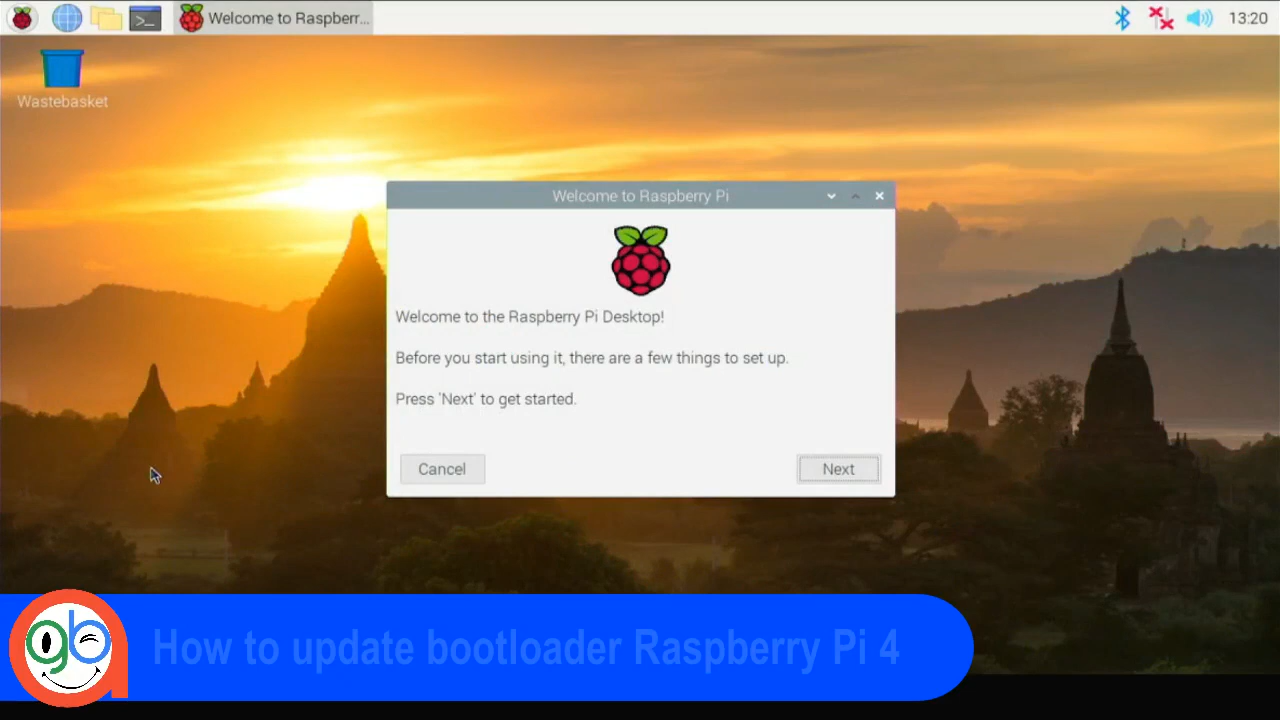 Welcome to Raspberr...
13:20
Wastebasket
Welcome to Raspberry Pi
Welcome to the Raspberry Pi Desktop!
Before you start using it, there are a few things to set up.
Press 'Next' to get started.
Cancel
Next
gb
How to update bootloader Raspberry Pi 4